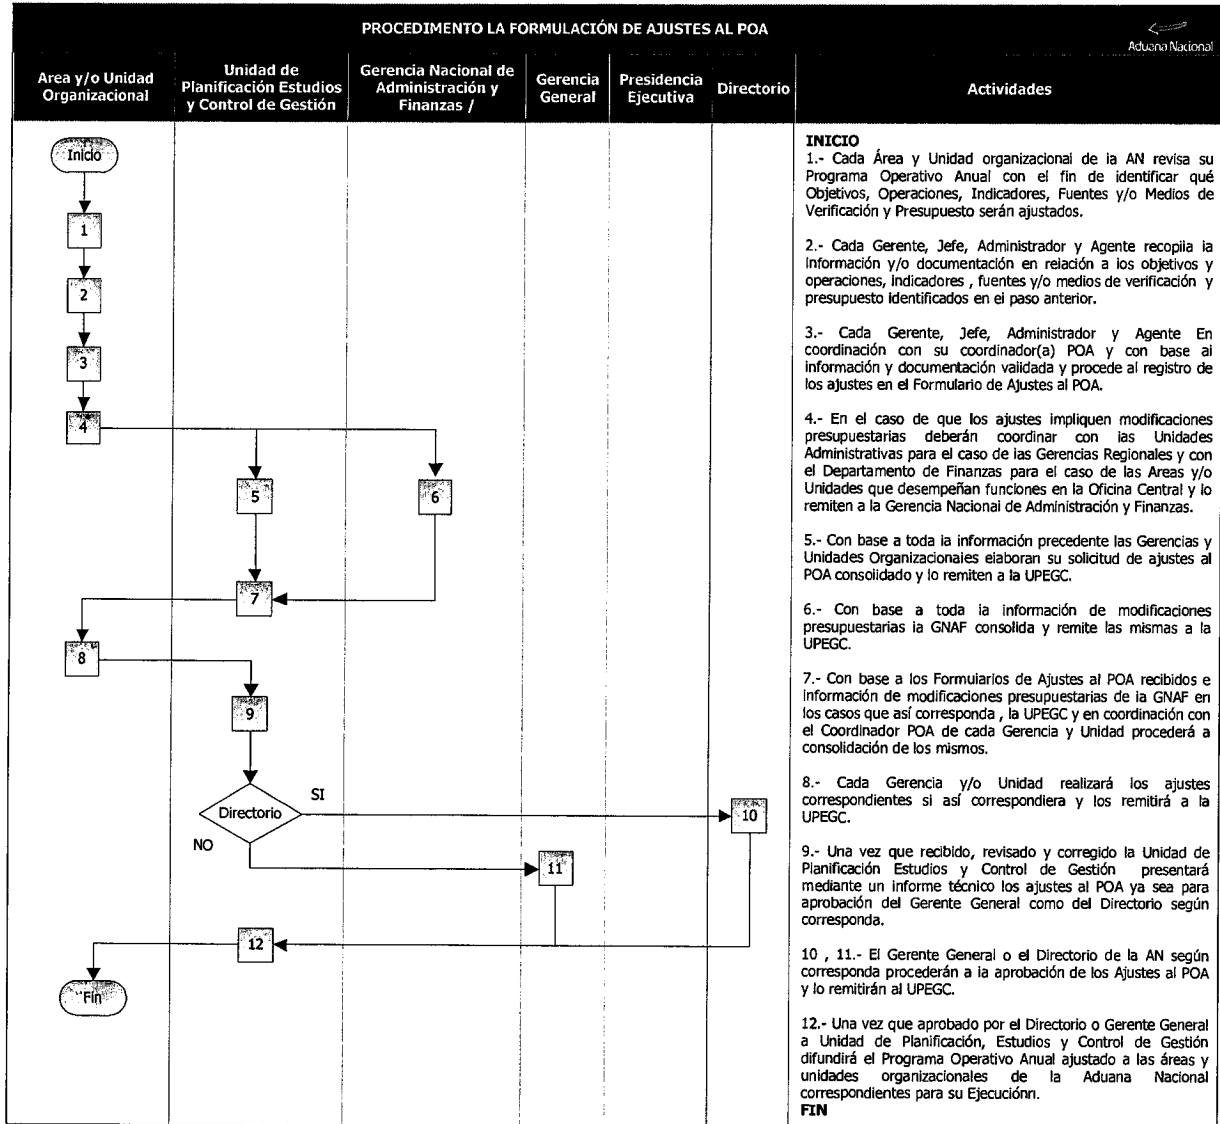 PROCEDIMENTO LA FORMULACIÓN DE AJUSTES AL POA
Aduana Nacional
Area y/o Unidad
Organizacional
Unidad de
Planificación Estudios
y Control de Gestión
Gerencia Nacional de
Administración y
Finanzas /
Gerencia
General
Presidencia
Ejecutiva
Directorio
Actividades
Inicio
1
2
3
4
5
6
7
8
9
Directorio
SI
NO
10
11
12
Fin
INICIO
1.- Cada Área y Unidad organizacional de la AN revisa su
Programa Operativo Anual con el fin de identificar qué
Objetivos, Operaciones, Indicadores, Fuentes y/o Medios de
Verificación y Presupuesto serán ajustados.
2.- Cada Gerente, Jefe, Administrador y Agente recopila la
Información y/o documentación en relación a los objetivos y
operaciones, indicadores , fuentes y/o medios de verificación y
presupuesto identificados en el paso anterior.
3.- Cada Gerente, Jefe, Administrador y Agente En
coordinación con su coordinador(a) POA y con base al
información y documentación validada y procede al registro de
los ajustes en el Formulario de Ajustes al POA.
4.- En el caso de que los ajustes impliquen modificaciones
presupuestarias deberán coordinar con las Unidades
Administrativas para el caso de las Gerencias Regionales y con
el Departamento de Finanzas para el caso de las Areas y/o
Unidades que desempeñan funciones en la Oficina Central y lo
remiten a la Gerencia Nacional de Administración y Finanzas.
5.- Con base a toda la información precedente las Gerencias y
Unidades Organizacionales elaboran su solicitud de ajustes al
POA consolidado y lo remiten a la UPEGC.
6.- Con base a toda la información de modificaciones
presupuestarias la GNAF consolida y remite las mismas a la
UPEGC.
7.- Con base a los Formularios de Ajustes al POA recibidos e
información de modificaciones presupuestarias de la GNAF en
los casos que así corresponda , la UPEGC y en coordinación con
el Coordinador POA de cada Gerencia y Unidad procederá a
consolidación de los mismos.
8.- Cada Gerencia y/o Unidad realizará los ajustes
correspondientes si así correspondiera y los remitirá a la
UPEGC.
9.- Una vez que recibido, revisado y corregido la Unidad de
Planificación Estudios y Control de Gestión presentará
mediante un informe técnico los ajustes al POA ya sea para
aprobación del Gerente General como del Directorio según
corresponda.
10 , 11.- El Gerente General o el Directorio de la AN según
corresponda procederán a la aprobación de los Ajustes al POA
y lo remitirán al UPEGC.
12.- Una vez que aprobado por el Directorio o Gerente General
a Unidad de Planificación, Estudios y Control de Gestión
difundirá el Programa Operativo Anual ajustado a las áreas y
unidades organizacionales de la Aduana Nacional
correspondientes para su Ejecuciónn.
FIN